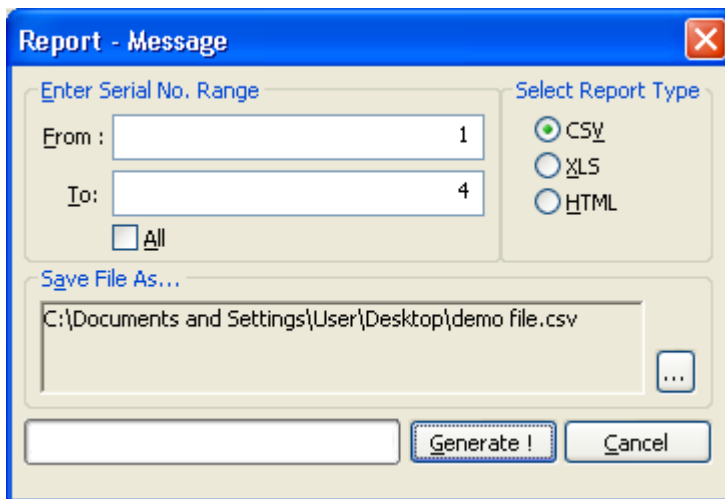 Report - Message
Enter Serial No. Range
From : 1
To: 4
All
Select Report Type
CSV
XLS
HTML
Save File As...
C:\Documents and Settings\User\Desktop\demo file.csv
...
Generate !
Cancel